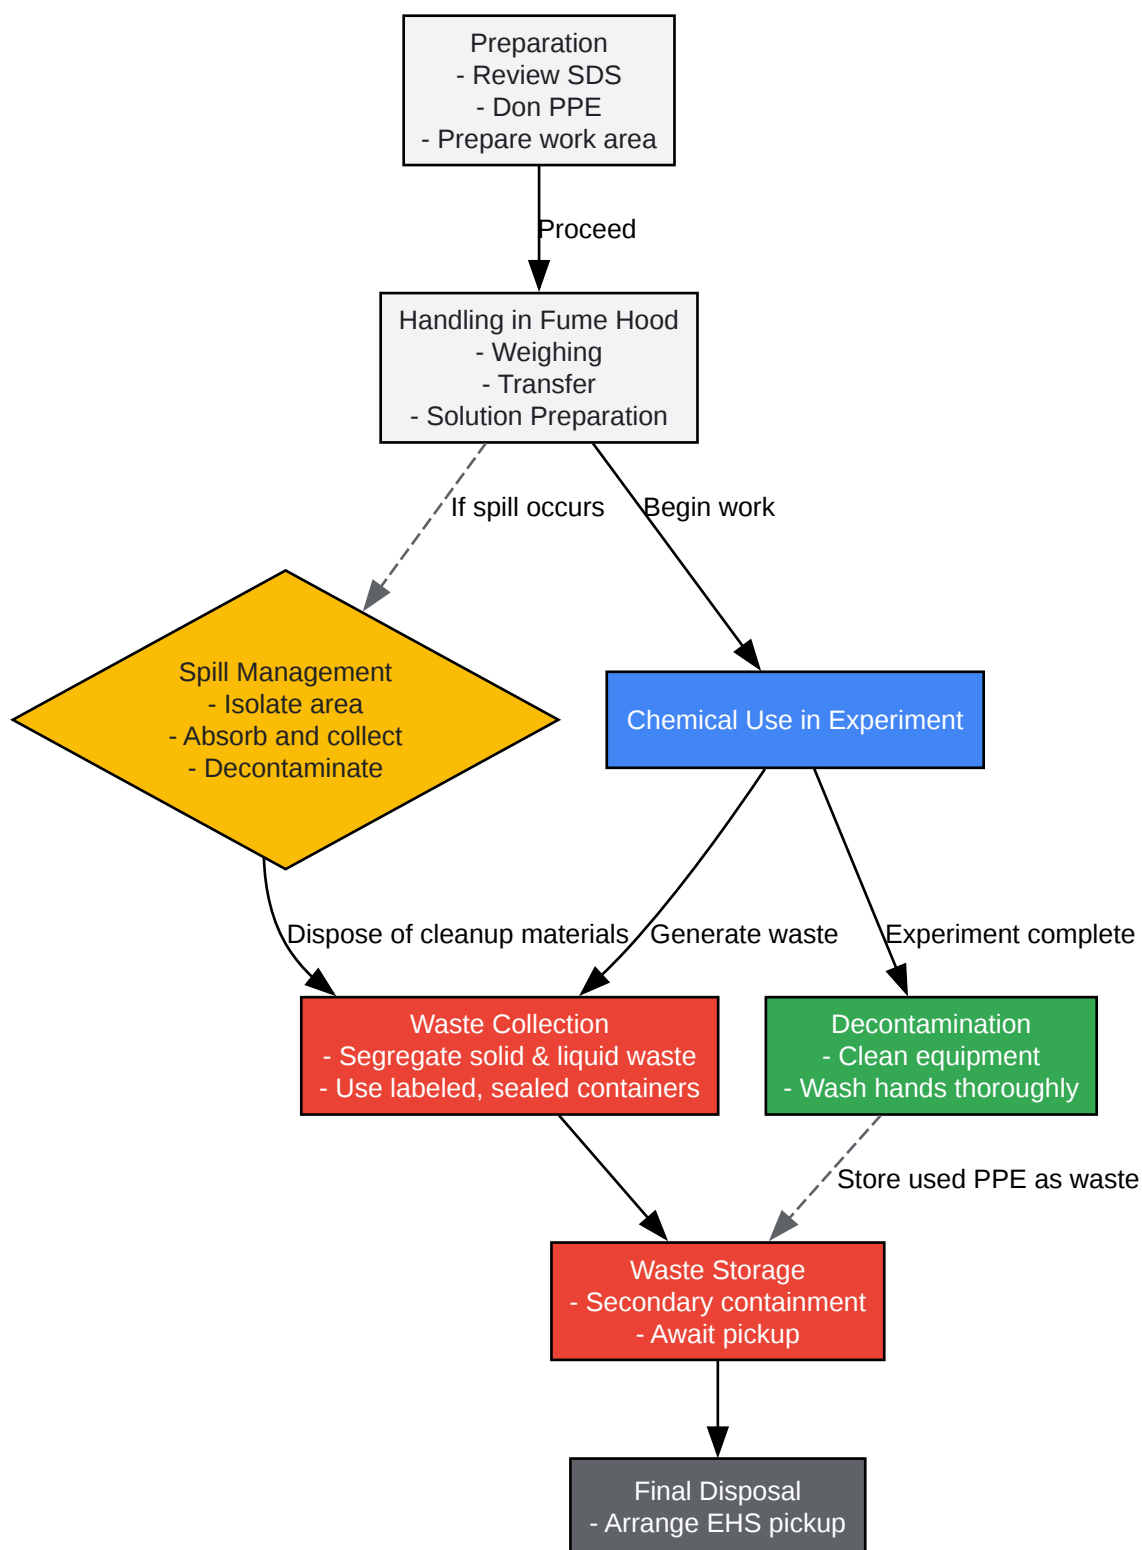 Preparation
- Review SDS
- Don PPE
- Prepare work area
Proceed
Handling in Fume Hood
- Weighing
- Transfer
- Solution Preparation
If spill occurs
Begin work
Spill Management
- Isolate area
- Absorb and collect
- Decontaminate
Chemical Use in Experiment
Dispose of cleanup materials
Generate waste
Experiment complete
Waste Collection
- Segregate solid & liquid waste
- Use labeled, sealed containers
Decontamination
- Clean equipment
- Wash hands thoroughly
Store used PPE as waste
Waste Storage
- Secondary containment
- Await pickup
Final Disposal
- Arrange EHS pickup